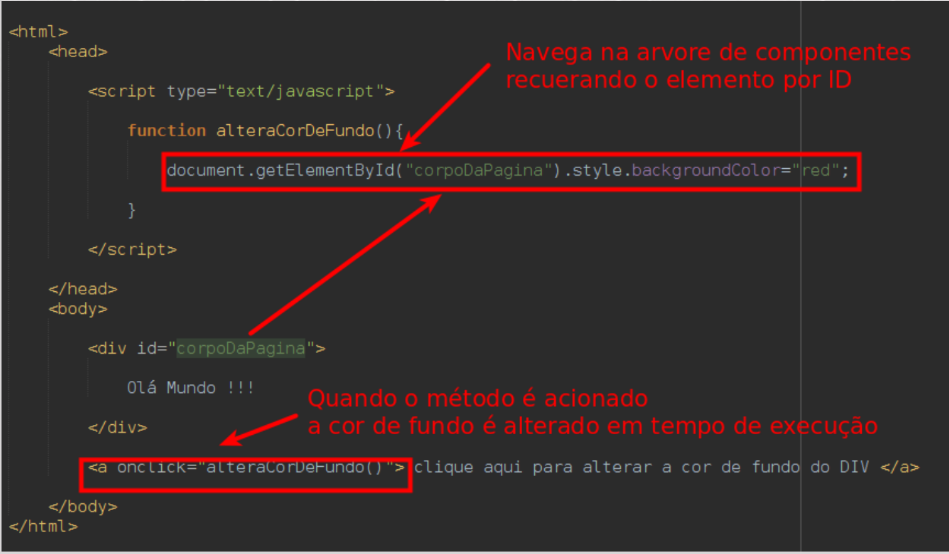 <html>
<head>
Navega na arvore de componentes
recuerando o elemento por ID
<script type="text/javascript">
function alteraCorDeFundo(){
document.getElementById("corpoDaPagina").style.backgroundColor="red";
}
</script>
</head>
<body>
<div id="corpoDaPagina">
Olá Mundo !!!
Quando o método é acionado
a cor de fundo é alterado em tempo de execução
</div>
<a onclick="alteraCorDeFundo()"> clique aqui para alterar a cor de fundo do DIV </a>
</body>
</html>